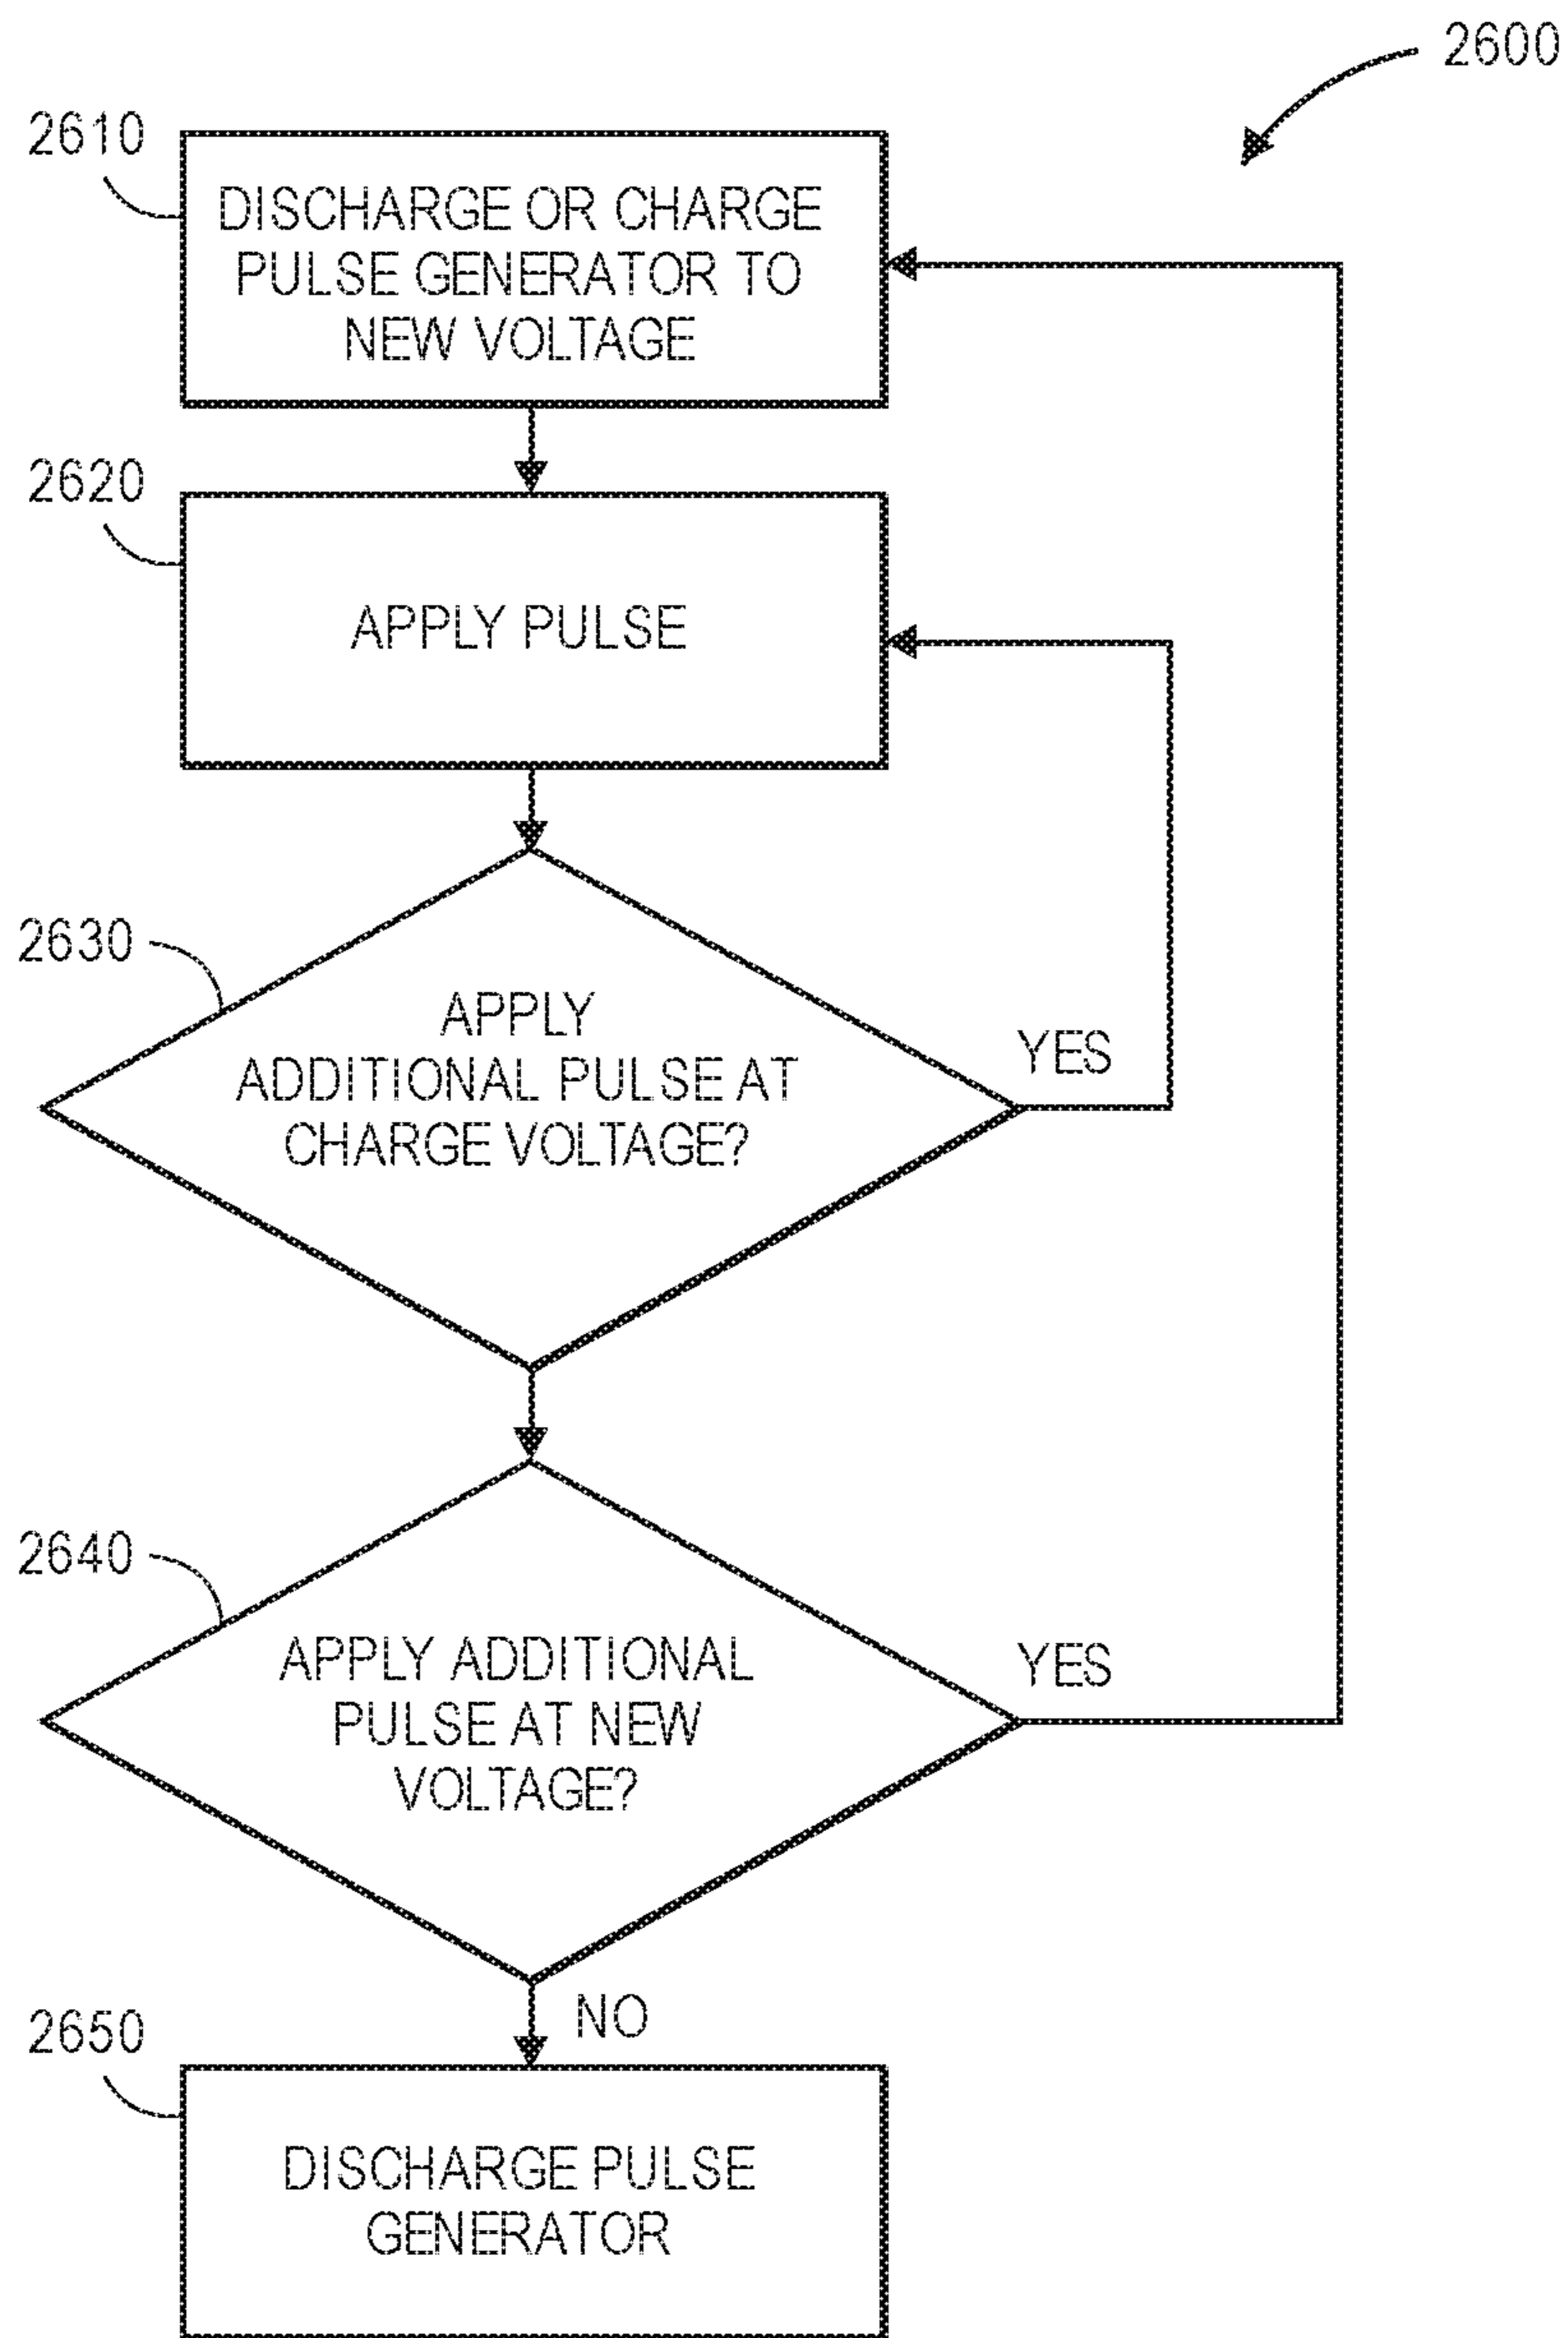 2600
2610
DISCHARGE OR CHARGE
PULSE GENERATOR TO
NEW VOLTAGE
2620
APPLY PULSE
2630
APPLY
ADDITIONAL PULSE AT
CHARGE VOLTAGE?
YES
2640
APPLY ADDITIONAL
PULSE AT NEW
VOLTAGE?
YES
NO
2650
DISCHARGE PULSE
GENERATOR